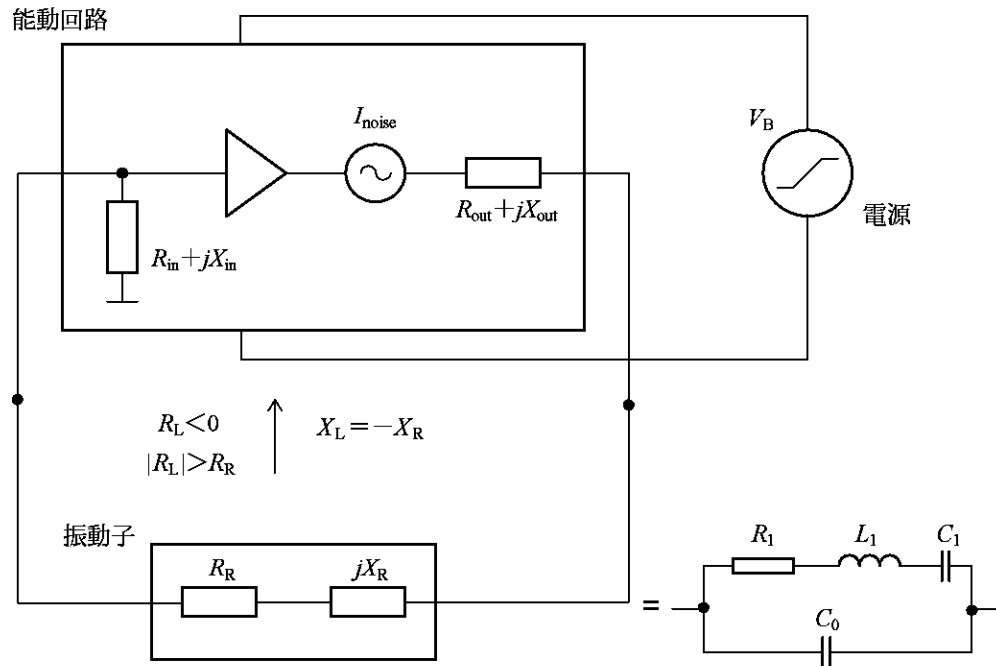 能動回路
I_noise
V_B
電源
R_out+jX_out
R_in+jX_in
R_L<0
X_L=-X_R
|R_L|>R_R
振動子
R_R
jX_R
=
R_1
L_1
C_1
C_0